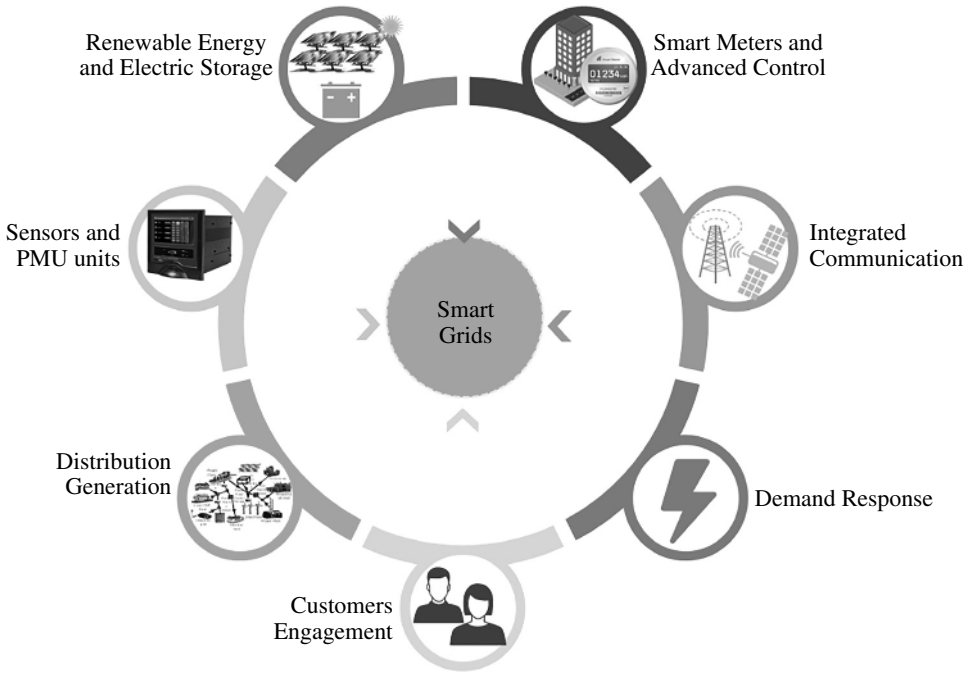 Renewable Energy
and Electric Storage
Smart Meters and
Advanced Control
01234
Sensors and
PMU units
Integrated
Communication
Smart
Grids
Distribution
Generation
Demand Response
Customers
Engagement